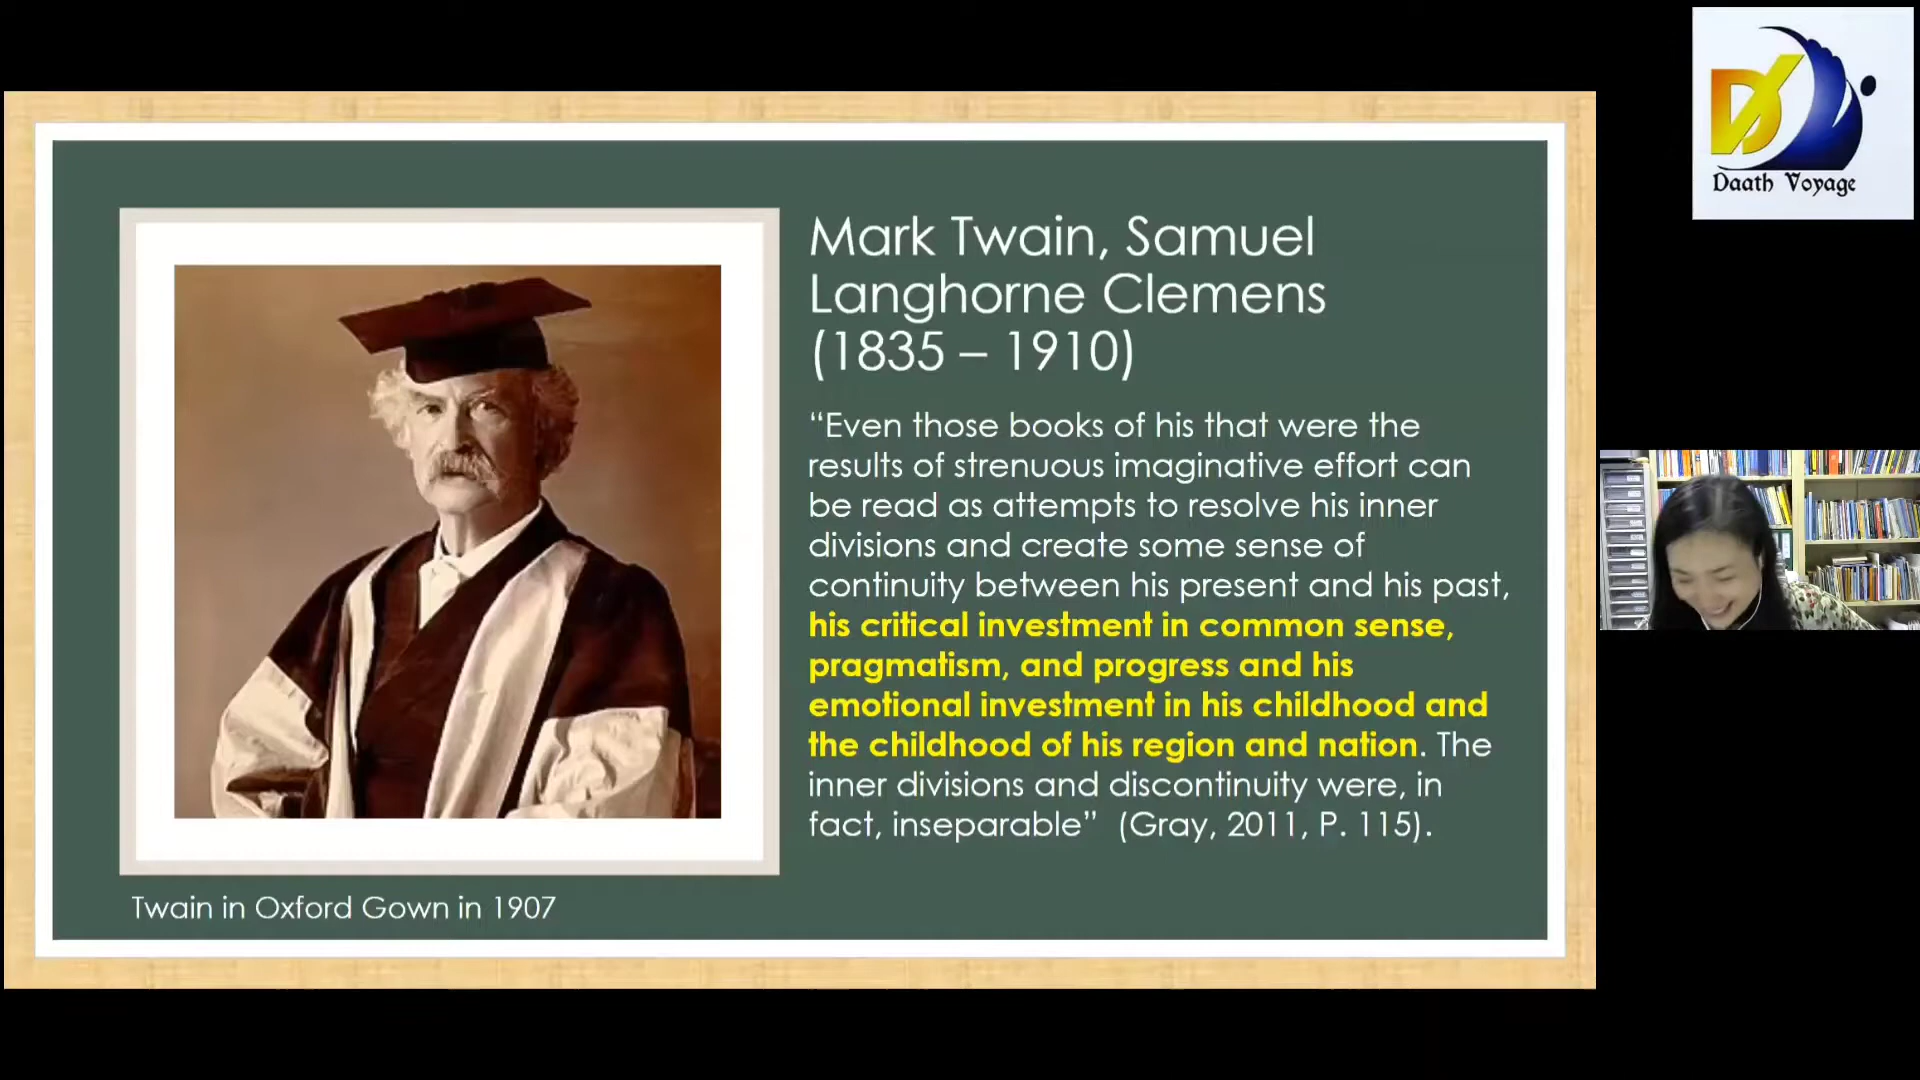 Mark Twain, Samuel
Langhorne Clemens
(1835 – 1910)
“Even those books of his that were the
results of strenuous imaginative effort can
be read as attempts to resolve his inner
divisions and create some sense of
continuity between his present and his past,
his critical investment in common sense,
pragmatism, and progress and his
emotional investment in his childhood and
the childhood of his region and nation. The
inner divisions and discontinuity were, in
fact, inseparable”  (Gray, 2011, P. 115).
Twain in Oxford Gown in 1907
DV
Daath Voyage